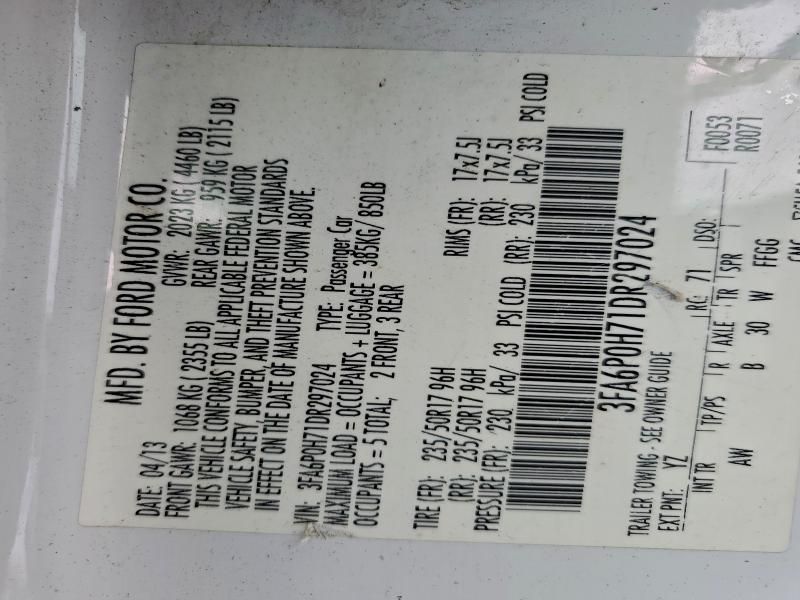 MFD. BY FORD MOTOR CO.
DATE: 04/13 GVWR: 2023 KG ( 4460 LB)
FRONT GAWR: 1068 KG ( 2355 LB) REAR GAWR: 959 KG ( 2115 LB)
THIS VEHICLE CONFORMS TO ALL APPLICABLE FEDERAL MOTOR
VEHICLE SAFETY, BUMPER, AND THEFT PREVENTION STANDARDS
IN EFFECT ON THE DATE OF MANUFACTURE SHOWN ABOVE.
VIN: 3FA6P0H71DR297024 TYPE: Passenger Car
MAXIMUM LOAD = OCCUPANTS + LUGGAGE = 385KG/ 850LB
OCCUPANTS = 5 TOTAL; 2 FRONT, 3 REAR
TIRE (FR): 235/50R17 96H RIMS (FR): 17x7.5J
(RR): 235/50R17 96H (RR): 17x7.5J
PRESSURE (FR): 230 kPa/ 33 PSI COLD (RR): 230 kPa/ 33 PSI COLD
3FA6P0H71DR297024
TRAILER TOWING - SEE OWNER GUIDE F0053
EXT PNT: YZ RC: 71 DSO: R0071
INT TR TP/PS R AXLE TR SPR
AW B 30 W FFGG